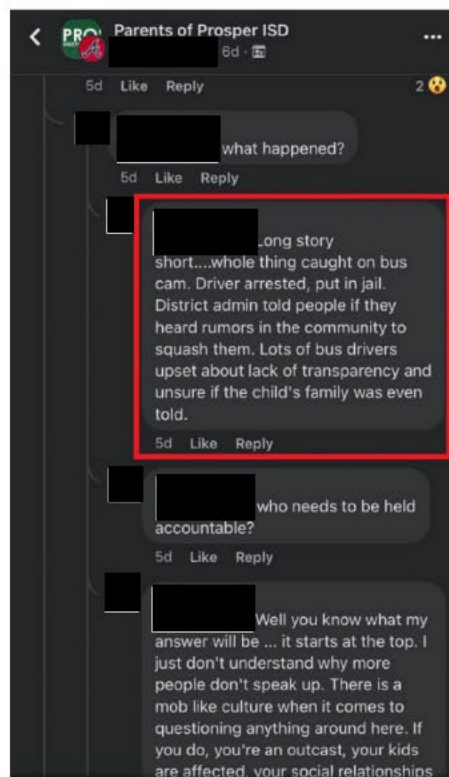 Parents of Prosper ISD
6d ·
5d Like Reply 2
what happened?
5d Like Reply
Long story
short....whole thing caught on bus
cam. Driver arrested, put in jail.
District admin told people if they
heard rumors in the community to
squash them. Lots of bus drivers
upset about lack of transparency and
unsure if the child's family was even
told.
5d Like Reply
who needs to be held
accountable?
5d Like Reply
Well you know what my
answer will be ... it starts at the top. I
just don't understand why more
people don't speak up. There is a
mob like culture when it comes to
questioning anything around here. If
you do, you're an outcast, your kids
are affected, your social relationships